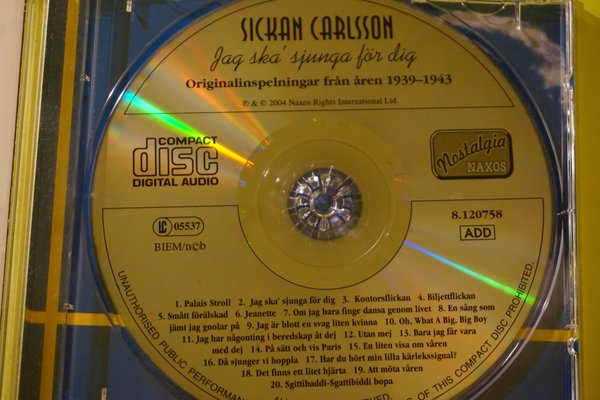 SICKAN CARLSSON
Jag ska' sjunga för dig
Originalinspelningar från åren 1939–1943
℗ & © 2004 Naxos Rights International Ltd.
COMPACT
disc
DIGITAL AUDIO
Nostalgia
NAXOS
LC 05537
BIEM/n©b
8.120758
ADD
1. Palais Stroll 2. Jag ska' sjunga för dig 3. Kontorsflickan 4. Biljettflickan
5. Smått förälskad 6. Jeanette 7. Om jag bara finge dansa genom livet 8. En sång som
jämt jag gnolar på 9. Jag är blott en svag liten kvinna 10. Oh, What A Big, Big Boy
11. Jag har någonting i beredskap åt dej 12. Utan mej 13. Bara jag får vara
med dej 14. På sätt och vis Paris 15. En liten visa om våren
16. Då sjunger vi hoppla 17. Har du hört min lilla kärlekssignal?
18. Det finns ett litet hjärta 19. Att möta våren
20. Sgittibaddi-Sgattibiddi bopa
UNAUTHORISED PUBLIC PERFORMANCE
OF THIS COMPACT DISC PROHIBITED.